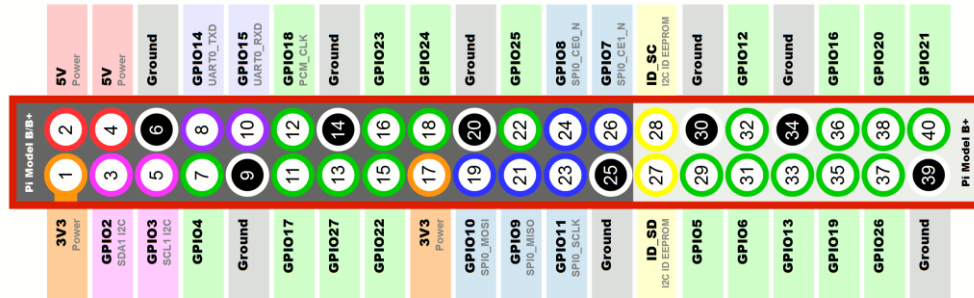 5V
Power
5V
Power
Ground
GPIO14
UART0_TXD
GPIO15
UART0_RXD
GPIO18
PCM_CLK
Ground
GPIO23
GPIO24
Ground
GPIO25
GPIO8
SPI0_CE0_N
GPIO7
SPI0_CE1_N
ID_SC
I2C ID EEPROM
Ground
GPIO12
Ground
GPIO16
GPIO20
GPIO21
Pi Model B/B+
2 4 6 8 10 12 14 16 18 20 22 24 26 28 30 32 34 36 38 40
1 3 5 7 9 11 13 15 17 19 21 23 25 27 29 31 33 35 37 39
Pi Model B+
3V3
Power
GPIO2
SDA1 I2C
GPIO3
SCL1 I2C
GPIO4
Ground
GPIO17
GPIO27
GPIO22
3V3
Power
GPIO10
SPI0_MOSI
GPIO9
SPI0_MISO
GPIO11
SPI0_SCLK
Ground
ID_SD
I2C ID EEPROM
GPIO5
GPIO6
GPIO13
GPIO19
GPIO26
Ground